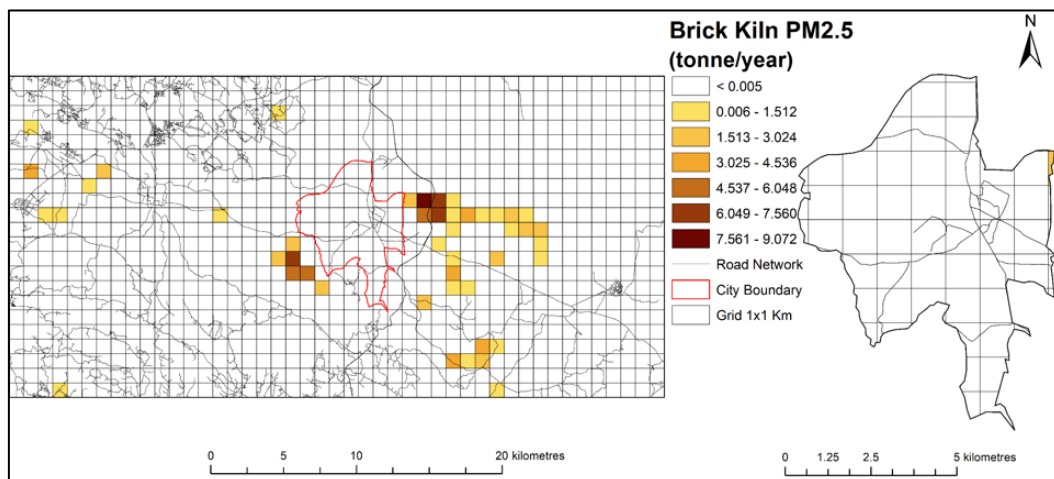 Brick Kiln PM2.5
(tonne/year)
< 0.005
0.006 - 1.512
1.513 - 3.024
3.025 - 4.536
4.537 - 6.048
6.049 - 7.560
7.561 - 9.072
Road Network
City Boundary
Grid 1x1 Km
N
0 5 10 20 kilometres
0 1.25 2.5 5 kilometres